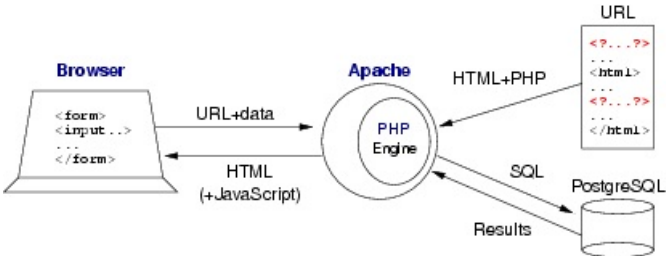 URL
<?...?>
...
<html>
...
<?...?>
...
</html>
Browser
<form>
<input..>
...
</form>
URL+data
HTML
(+JavaScript)
Apache
PHP
Engine
HTML+PHP
SQL
PostgreSQL
Results